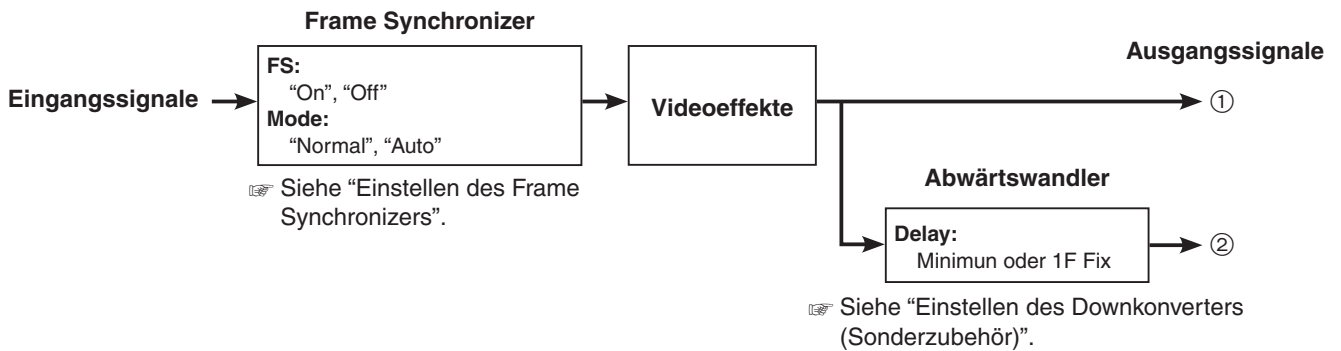 Frame Synchronizer
Ausgangssignale
Eingangssignale
FS:
“On”, “Off”
Mode:
“Normal”, “Auto”
Videoeffekte
①
☞ Siehe “Einstellen des Frame
Synchronizers”.
Abwärtswandler
Delay:
Minimun oder 1F Fix
②
☞ Siehe “Einstellen des Downkonverters
(Sonderzubehör)”.